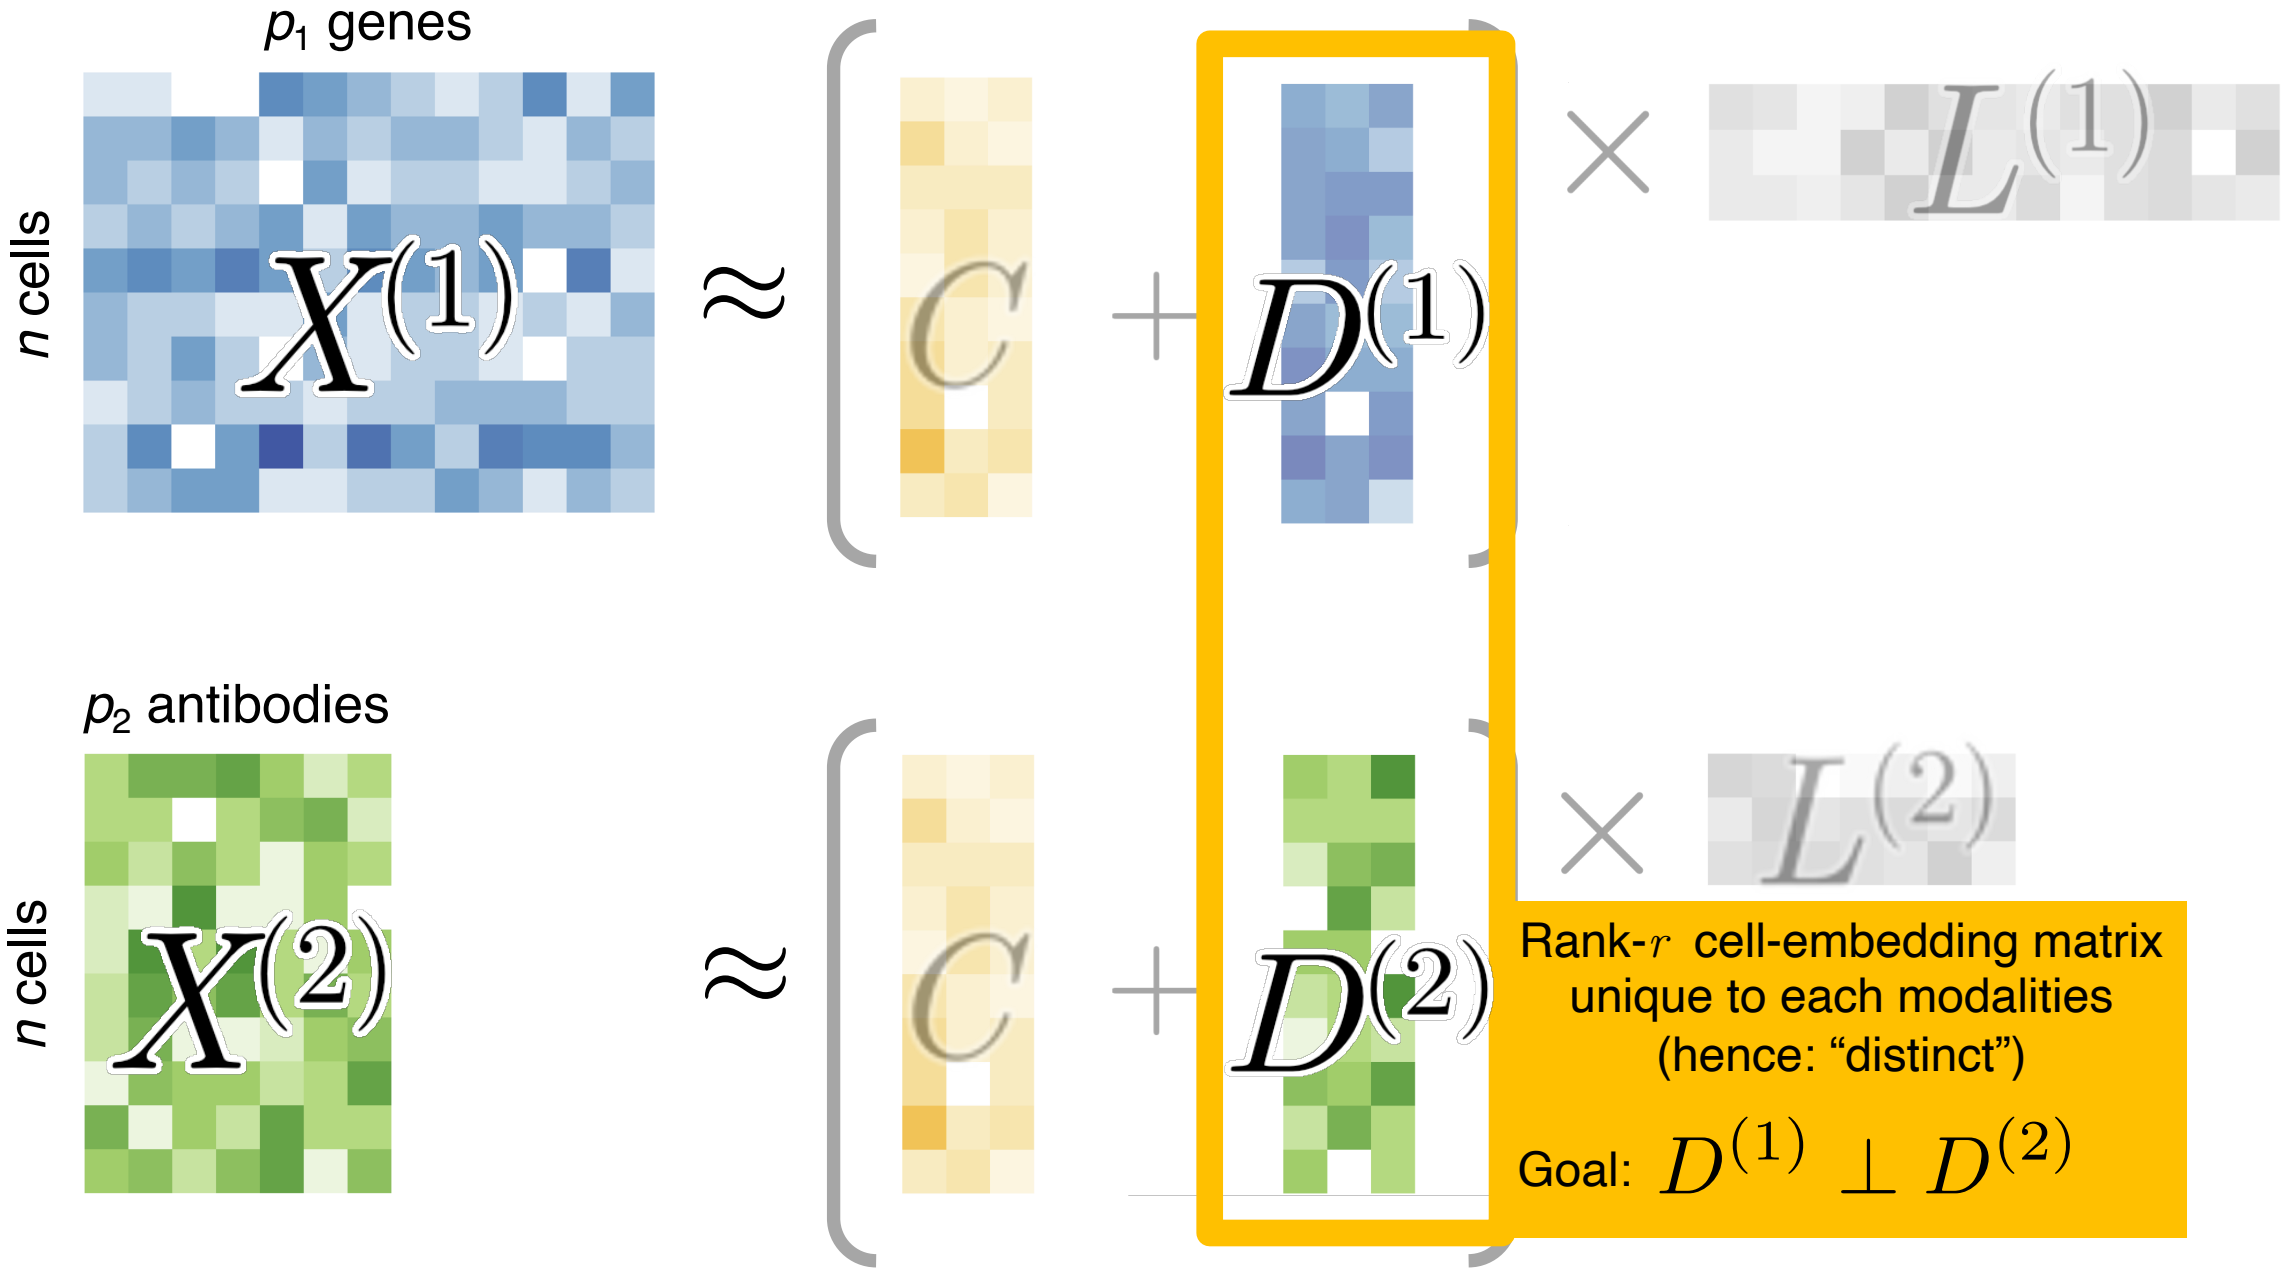 p₁ genes
n cells
X⁽¹⁾ ≈ ( C + D⁽¹⁾ ) × L⁽¹⁾
p₂ antibodies
n cells
X⁽²⁾ ≈ ( C + D⁽²⁾ ) × L⁽²⁾
Rank-r cell-embedding matrix
unique to each modalities
(hence: “distinct”)
Goal: D⁽¹⁾ ⊥ D⁽²⁾